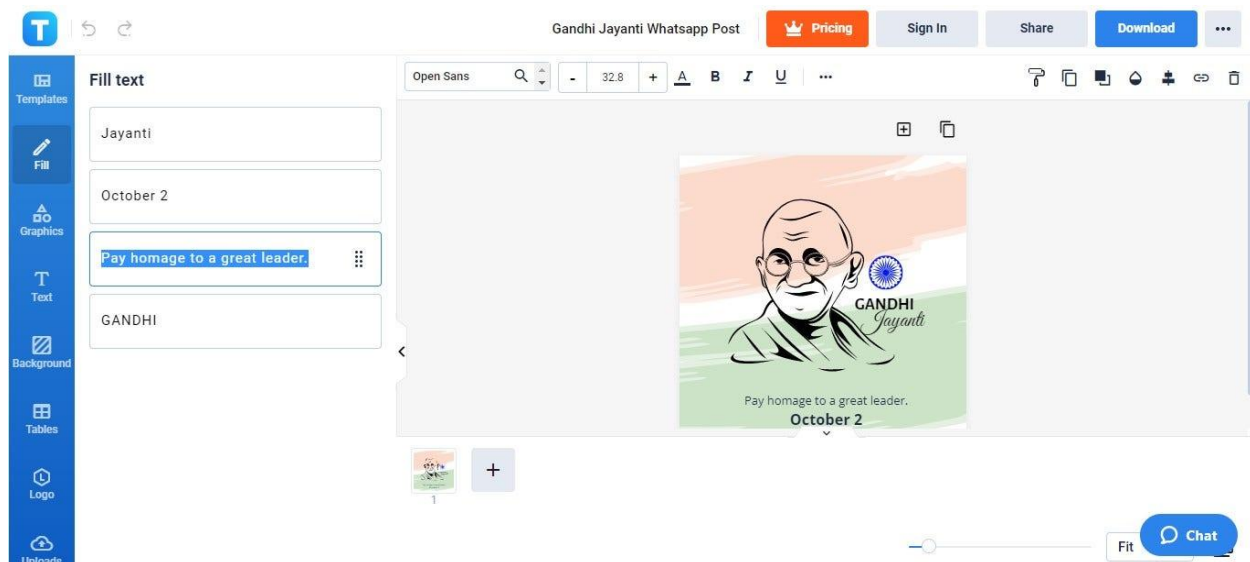 T
Gandhi Jayanti Whatsapp Post
Pricing
Sign In
Share
Download
Templates
Fill
Graphics
Text
Background
Tables
Logo
Uploads
Fill text
Jayanti
October 2
Pay homage to a great leader.
GANDHI
Open Sans
- 32.8 +
A B I U
GANDHI
Jayanti
Pay homage to a great leader.
October 2
+
1
Fit
Chat